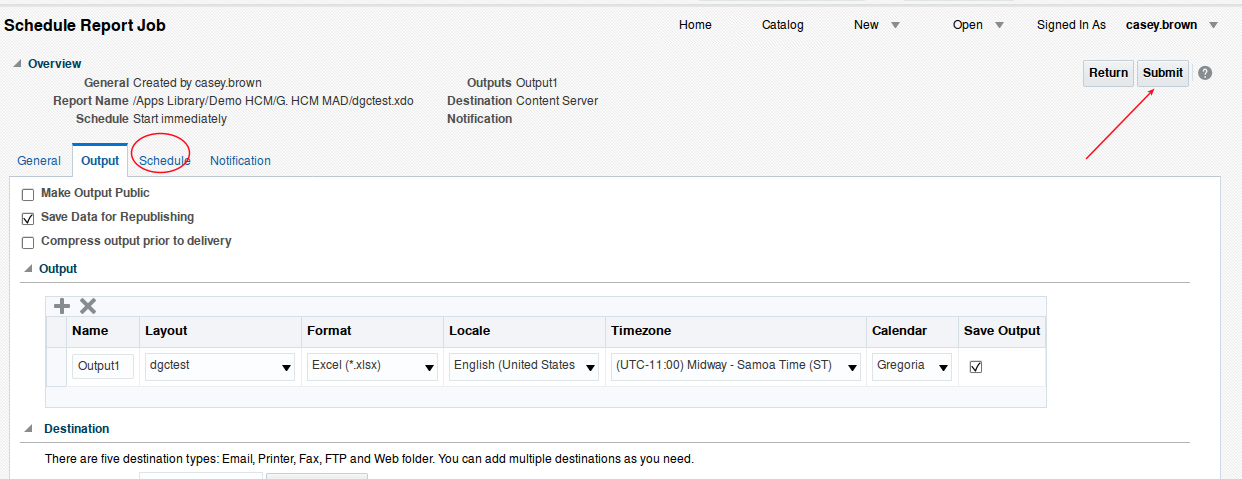 Schedule Report Job
Home Catalog New Open Signed In As casey.brown
Overview
Return Submit ?
General Created by casey.brown
Report Name /Apps Library/Demo HCM/G. HCM MAD/dgctest.xdo
Schedule Start immediately
Outputs Output1
Destination Content Server
Notification
General Output Schedule Notification
Make Output Public
Save Data for Republishing
Compress output prior to delivery
Output
Name Layout Format Locale Timezone Calendar Save Output
Output1 dgctest Excel (*.xlsx) English (United States (UTC-11:00) Midway - Samoa Time (ST) Gregoria
Destination
There are five destination types: Email, Printer, Fax, FTP and Web folder. You can add multiple destinations as you need.